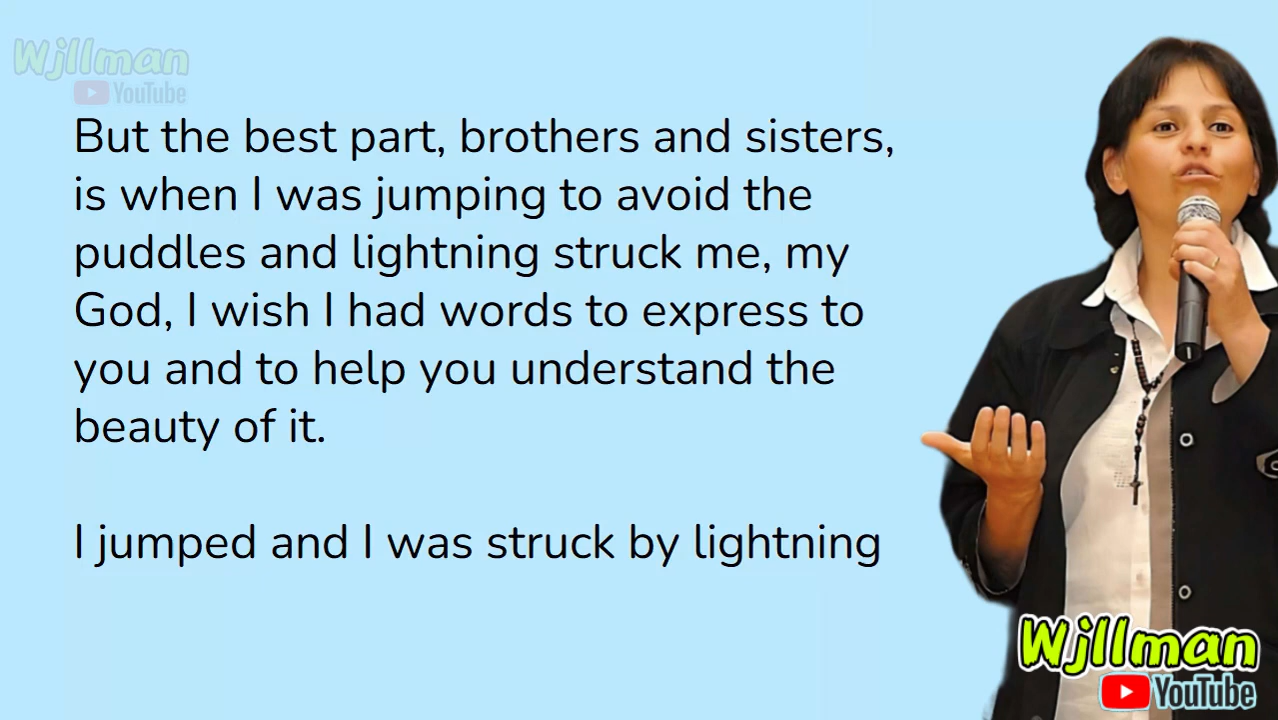 Wjllman
YouTube
But the best part, brothers and sisters,
is when I was jumping to avoid the
puddles and lightning struck me, my
God, I wish I had words to express to
you and to help you understand the
beauty of it.
I jumped and I was struck by lightning
Wjllman
YouTube